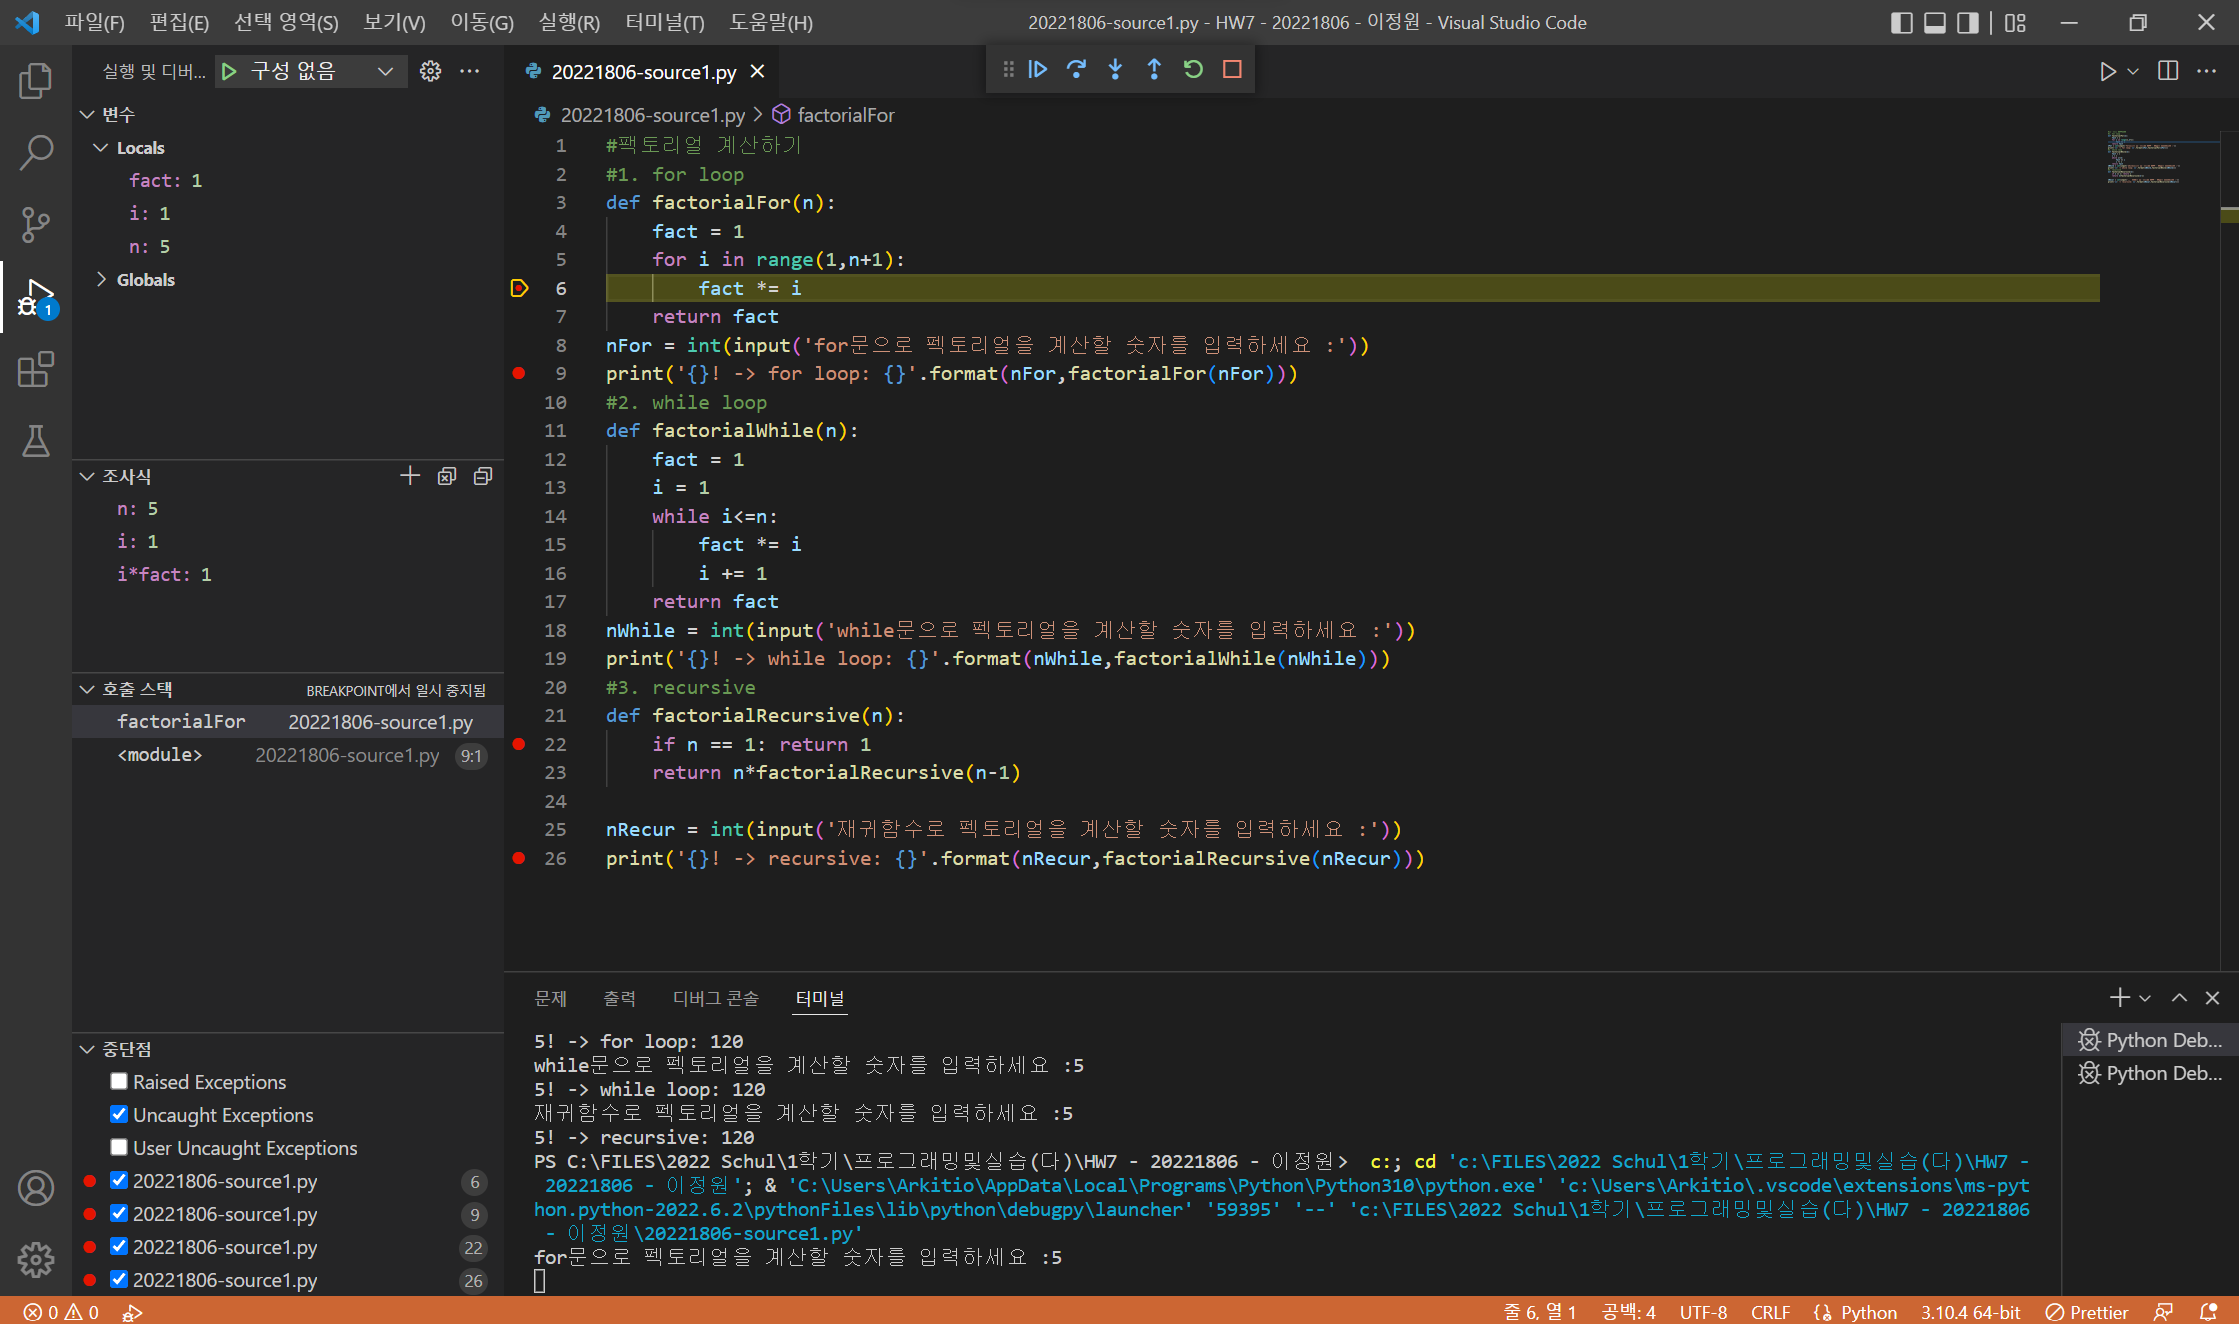 파일(F) 편집(E) 선택 영역(S) 보기(V) 이동(G) 실행(R) 터미널(T) 도움말(H) 20221806-source1.py - HW7 - 20221806 - 이정원 - Visual Studio Code
실행 및 디버... 구성 없음
20221806-source1.py
변수
Locals
fact: 1
i: 1
n: 5
Globals
조사식
n: 5
i: 1
i*fact: 1
호출 스택 BREAKPOINT에서 일시 중지됨
factorialFor 20221806-source1.py
<module> 20221806-source1.py 9:1
중단점
Raised Exceptions
Uncaught Exceptions
User Uncaught Exceptions
20221806-source1.py 6
20221806-source1.py 9
20221806-source1.py 22
20221806-source1.py 26
1
20221806-source1.py > factorialFor
1 #팩토리얼 계산하기
2 #1. for loop
3 def factorialFor(n):
4 fact = 1
5 for i in range(1,n+1):
6 fact *= i
7 return fact
8 nFor = int(input('for문으로 펙토리얼을 계산할 숫자를 입력하세요 :'))
9 print('{}! -> for loop: {}'.format(nFor,factorialFor(nFor)))
10 #2. while loop
11 def factorialWhile(n):
12 fact = 1
13 i = 1
14 while i<=n:
15 fact *= i
16 i += 1
17 return fact
18 nWhile = int(input('while문으로 펙토리얼을 계산할 숫자를 입력하세요 :'))
19 print('{}! -> while loop: {}'.format(nWhile,factorialWhile(nWhile)))
20 #3. recursive
21 def factorialRecursive(n):
22 if n == 1: return 1
23 return n*factorialRecursive(n-1)
24
25 nRecur = int(input('재귀함수로 펙토리얼을 계산할 숫자를 입력하세요 :'))
26 print('{}! -> recursive: {}'.format(nRecur,factorialRecursive(nRecur)))
문제 출력 디버그 콘솔 터미널
5! -> for loop: 120
while문으로 펙토리얼을 계산할 숫자를 입력하세요 :5
5! -> while loop: 120
재귀함수로 펙토리얼을 계산할 숫자를 입력하세요 :5
5! -> recursive: 120
PS C:\FILES\2022 Schul\1학기\프로그래밍및실습(다)\HW7 - 20221806 - 이정원> c:; cd 'c:\FILES\2022 Schul\1학기\프로그래밍및실습(다)\HW7 -
20221806 - 이정원'; & 'C:\Users\Arkitio\AppData\Local\Programs\Python\Python310\python.exe' 'c:\Users\Arkitio\.vscode\extensions\ms-pyt
hon.python-2022.6.2\pythonFiles\lib\python\debugpy\launcher' '59395' '--' 'c:\FILES\2022 Schul\1학기\프로그래밍및실습(다)\HW7 - 20221806
- 이정원\20221806-source1.py'
for문으로 펙토리얼을 계산할 숫자를 입력하세요 :5
Python Deb...
Python Deb...
0 0 줄 6, 열 1 공백: 4 UTF-8 CRLF Python 3.10.4 64-bit Prettier